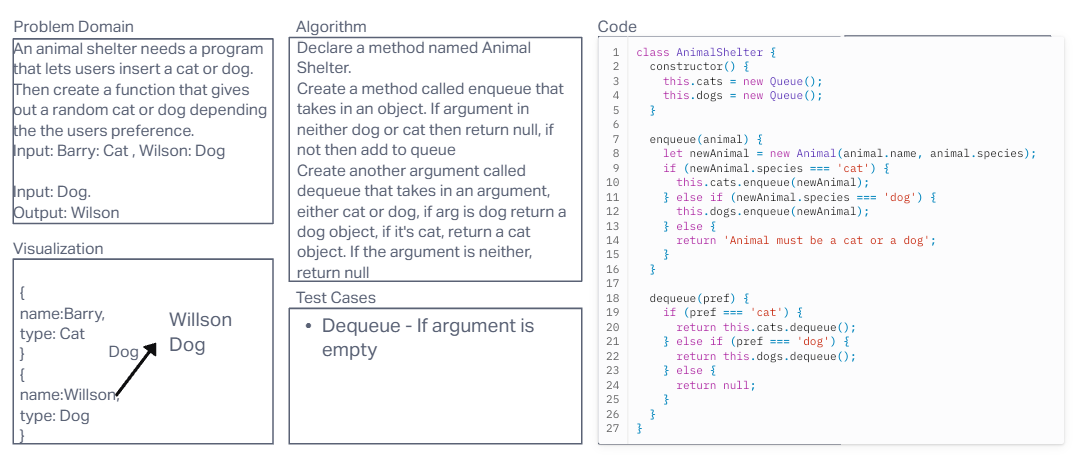 Problem Domain
An animal shelter needs a program
that lets users insert a cat or dog.
Then create a function that gives
out a random cat or dog depending
the the users preference.
Input: Barry: Cat , Wilson: Dog
Input: Dog.
Output: Wilson
Visualization
{
name:Barry,
type: Cat
}
{
name:Willson,
type: Dog
}
Dog
Willson
Dog
Algorithm
Declare a method named Animal
Shelter.
Create a method called enqueue that
takes in an object. If argument in
neither dog or cat then return null, if
not then add to queue
Create another argument called
dequeue that takes in an argument,
either cat or dog, if arg is dog return a
dog object, if it's cat, return a cat
object. If the argument is neither,
return null
Test Cases
• Dequeue - If argument is
empty
Code
1 class AnimalShelter {
2   constructor() {
3     this.cats = new Queue();
4     this.dogs = new Queue();
5   }
6
7   enqueue(animal) {
8     let newAnimal = new Animal(animal.name, animal.species);
9     if (newAnimal.species === 'cat') {
10       this.cats.enqueue(newAnimal);
11     } else if (newAnimal.species === 'dog') {
12       this.dogs.enqueue(newAnimal);
13     } else {
14       return 'Animal must be a cat or a dog';
15     }
16   }
17
18   dequeue(pref) {
19     if (pref === 'cat') {
20       return this.cats.dequeue();
21     } else if (pref === 'dog') {
22       return this.dogs.dequeue();
23     } else {
24       return null;
25     }
26   }
27 }